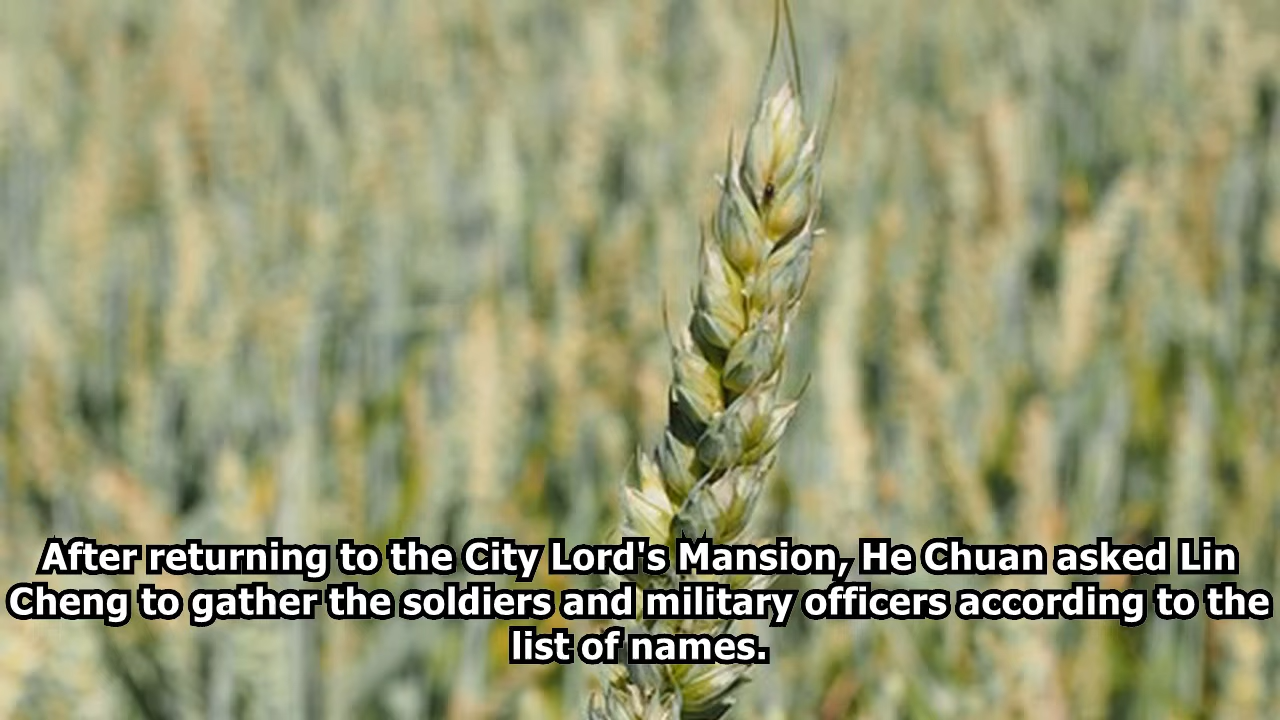 After returning to the City Lord's Mansion, He Chuan asked Lin
Cheng to gather the soldiers and military officers according to the
list of names.